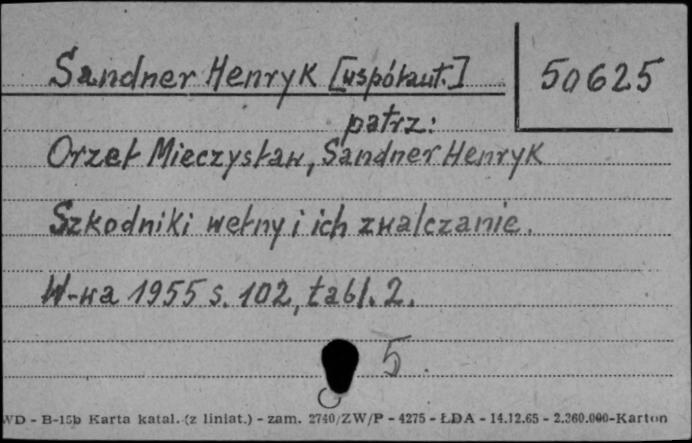 Sandner Henryk [współaut.]
50625
patrz:
Orzeł Mieczysław, Sandner Henryk
Szkodniki wełny i ich zwalczanie.
W-wa 1955 s. 102, tabl. 2.
5
WD - B-15b Karta katal. (z liniat.) - zam. 2740/ZW/P - 4275 - ŁDA - 14.12.65 - 2.360.000-Karton